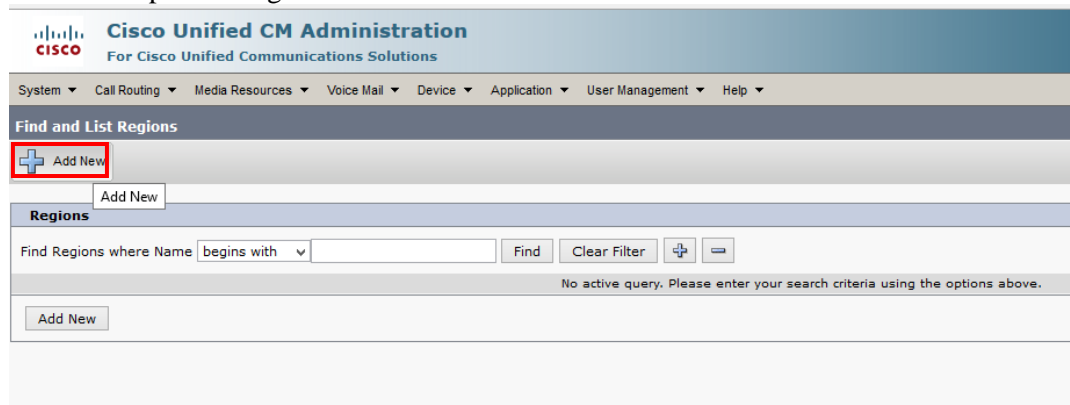 Cisco Unified CM Administration
CISCO For Cisco Unified Communications Solutions
System Call Routing Media Resources Voice Mail Device Application User Management Help
Find and List Regions
Add New
Add New
Regions
Find Regions where Name begins with Find Clear Filter
No active query. Please enter your search criteria using the options above.
Add New